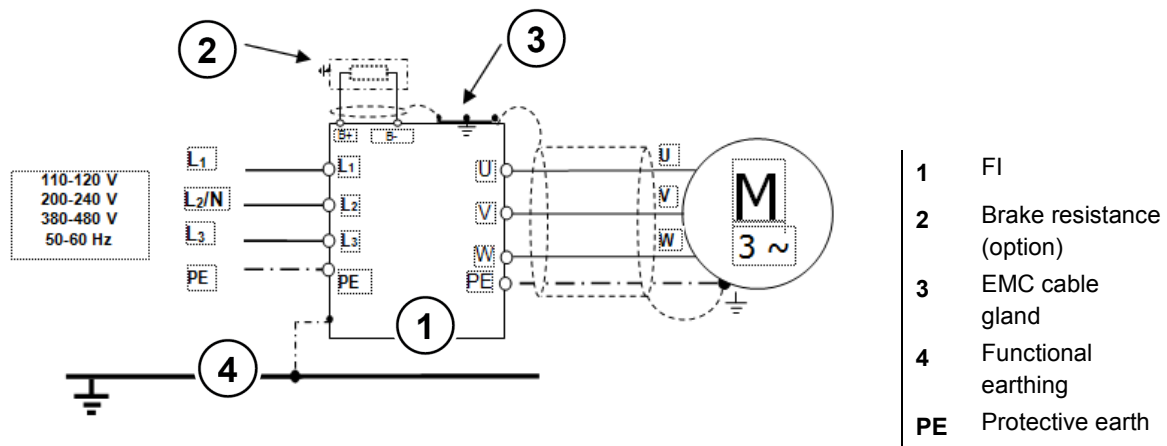 2
3
B+ B-
L1
L2/N
L3
PE
110-120 V
200-240 V
380-480 V
50-60 Hz
L1
L2
L3
PE
U
V
W
PE
1
U
V
W
M
3 ~
4
1 FI
2 Brake resistance
(option)
3 EMC cable
gland
4 Functional
earthing
PE Protective earth